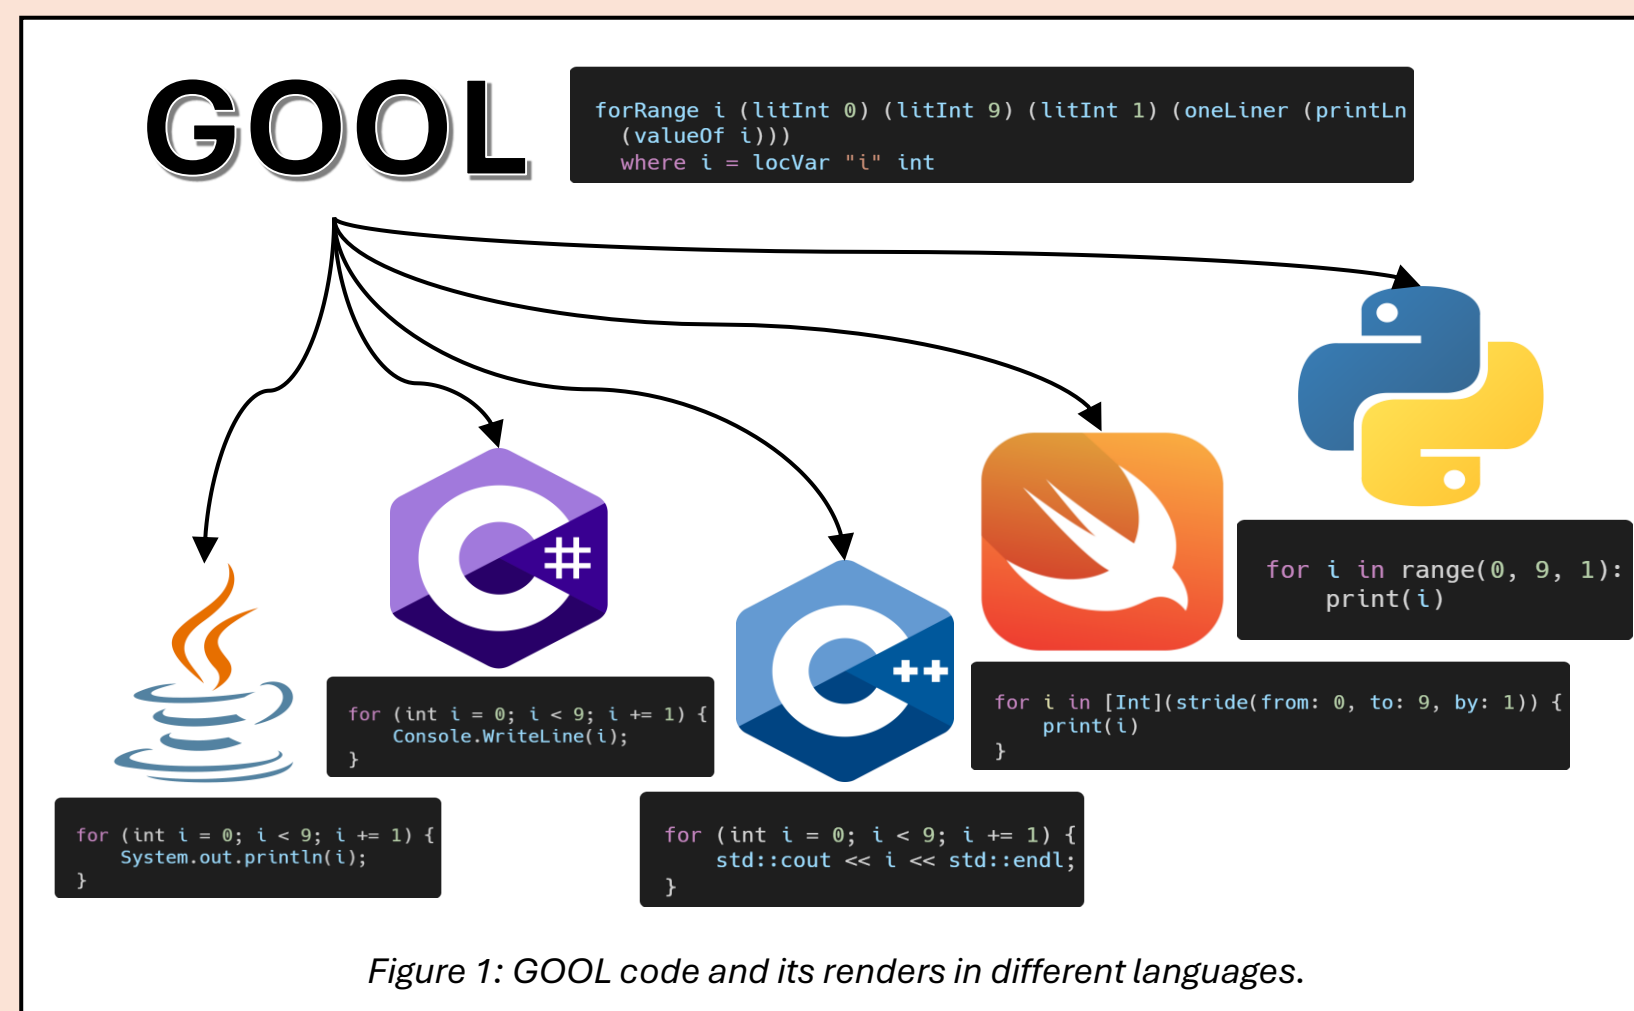 GOOL
forRange i (litInt 0) (litInt 9) (litInt 1) (oneLiner (printLn
(valueOf i)))
where i = locVar "i" int
for i in range(0, 9, 1):
print(i)
#
for i in [Int](stride(from: 0, to: 9, by: 1)) {
print(i)
}
++
for (int i = 0; i < 9; i += 1) {
Console.WriteLine(i);
}
for (int i = 0; i < 9; i += 1) {
System.out.println(i);
}
for (int i = 0; i < 9; i += 1) {
std::cout << i << std::endl;
}
Figure 1: GOOL code and its renders in different languages.